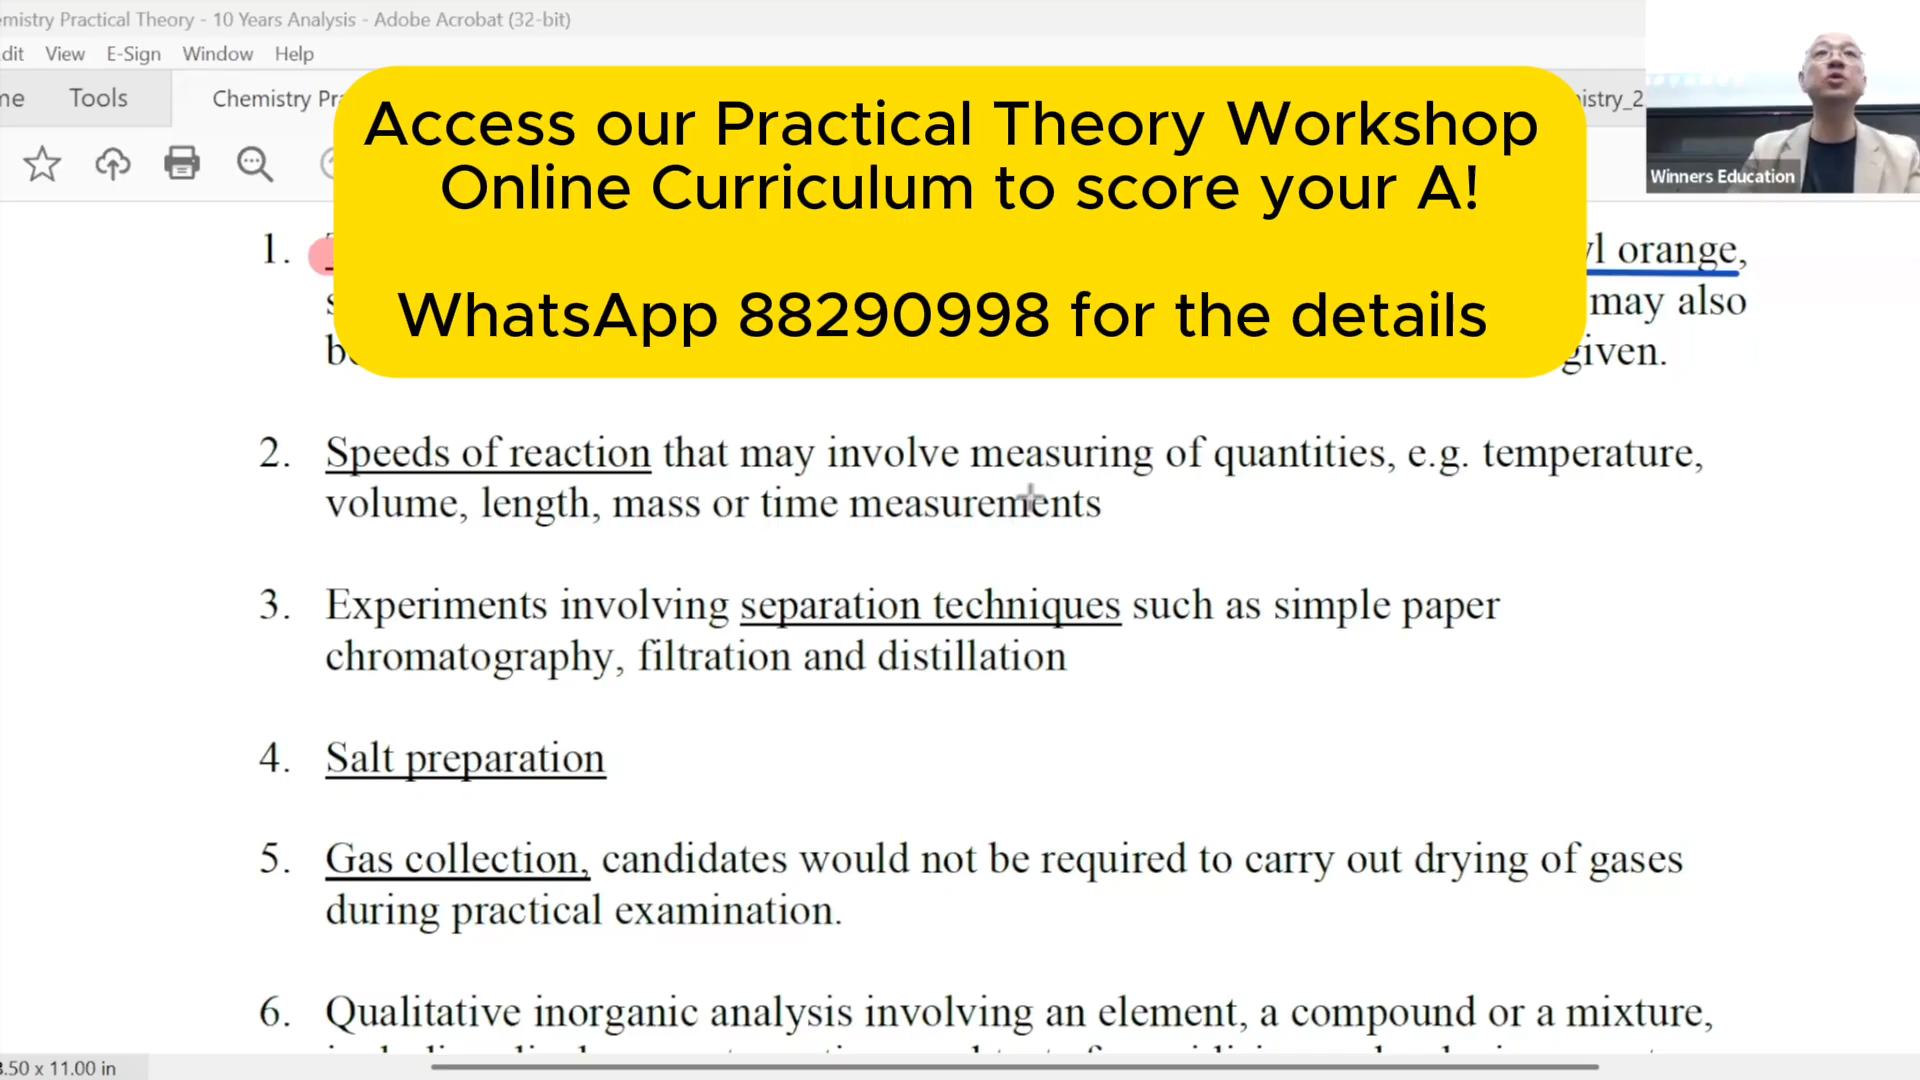 emistry Practical Theory - 10 Years Analysis - Adobe Acrobat (32-bit)
dit View E-Sign Window Help
me Tools Chemistry Pra
istry_2
Winners Education
Access our Practical Theory Workshop
Online Curriculum to score your A!
WhatsApp 88290998 for the details
1. yl orange,
may also
given.
2. Speeds of reaction that may involve measuring of quantities, e.g. temperature,
volume, length, mass or time measurements
3. Experiments involving separation techniques such as simple paper
chromatography, filtration and distillation
4. Salt preparation
5. Gas collection, candidates would not be required to carry out drying of gases
during practical examination.
6. Qualitative inorganic analysis involving an element, a compound or a mixture,
8.50 x 11.00 in